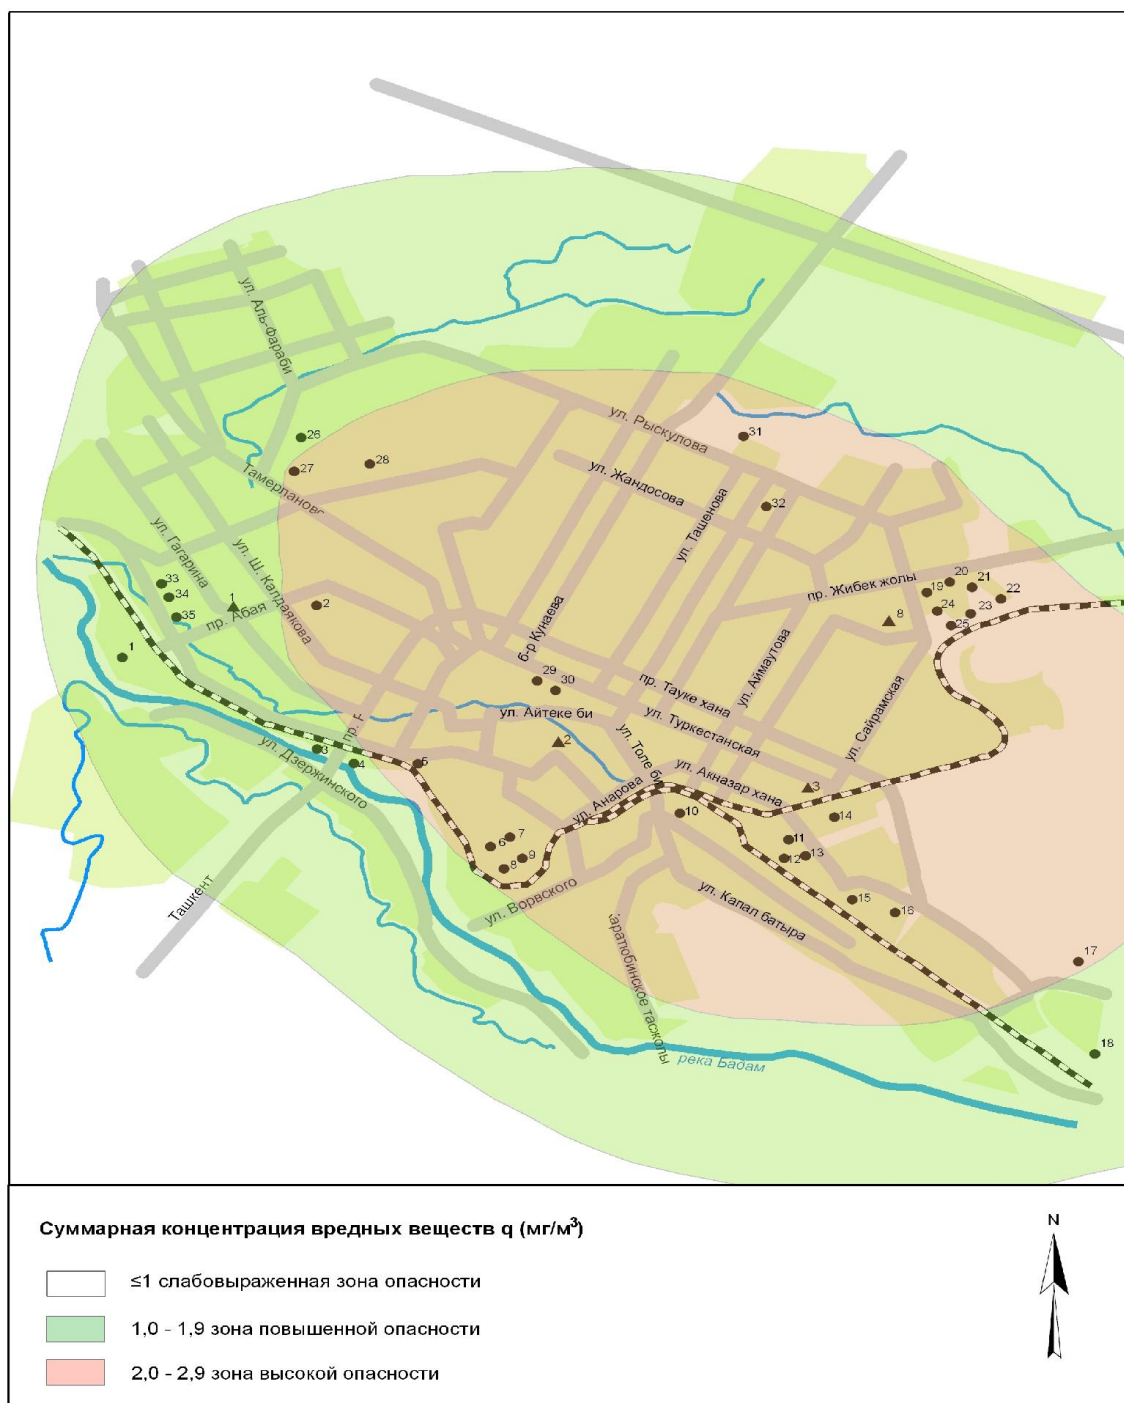 ул. Аль-Фараби
ул. Рыскулова
31
26
28
27
Тамерлановс
ул. Жандосова
32
ул. Ташенова
ул. Гагарина
ул. Ш. Калдаякова
33
34
35
1
2
пр. Абая
пр. Жибек жолы
20
21
19
22
24
23
25
8
1
б-р Кунаева
29
30
пр. Тауке хана
ул. Аймаутова
ул. Айтеке би
ул. Туркестанская
ул. Сайрамская
2
ул. Толе би
3
4
5
ул. Дзержинского
ул. Акназар хана
3
ул. Анарова
10
14
7
6
11
9
8
12
13
ул. Ворвского
ул. Капал батыра
15
16
Ташкент
аратюбинское тасжолы
17
18
река Бадам
Суммарная концентрация вредных веществ q (мг/м³)
≤1 слабовыраженная зона опасности
1,0 - 1,9 зона повышенной опасности
2,0 - 2,9 зона высокой опасности
N